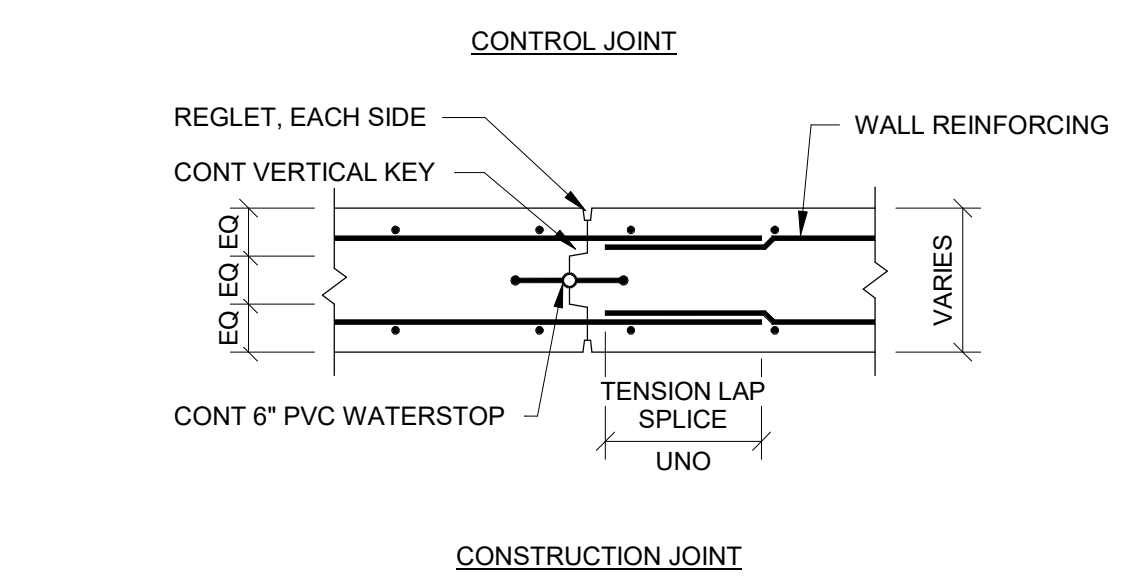 CONTROL JOINT
REGLET, EACH SIDE
WALL REINFORCING
CONT VERTICAL KEY
EQ
EQ
EQ
VARIES
TENSION LAP
SPLICE
CONT 6" PVC WATERSTOP
UNO
CONSTRUCTION JOINT